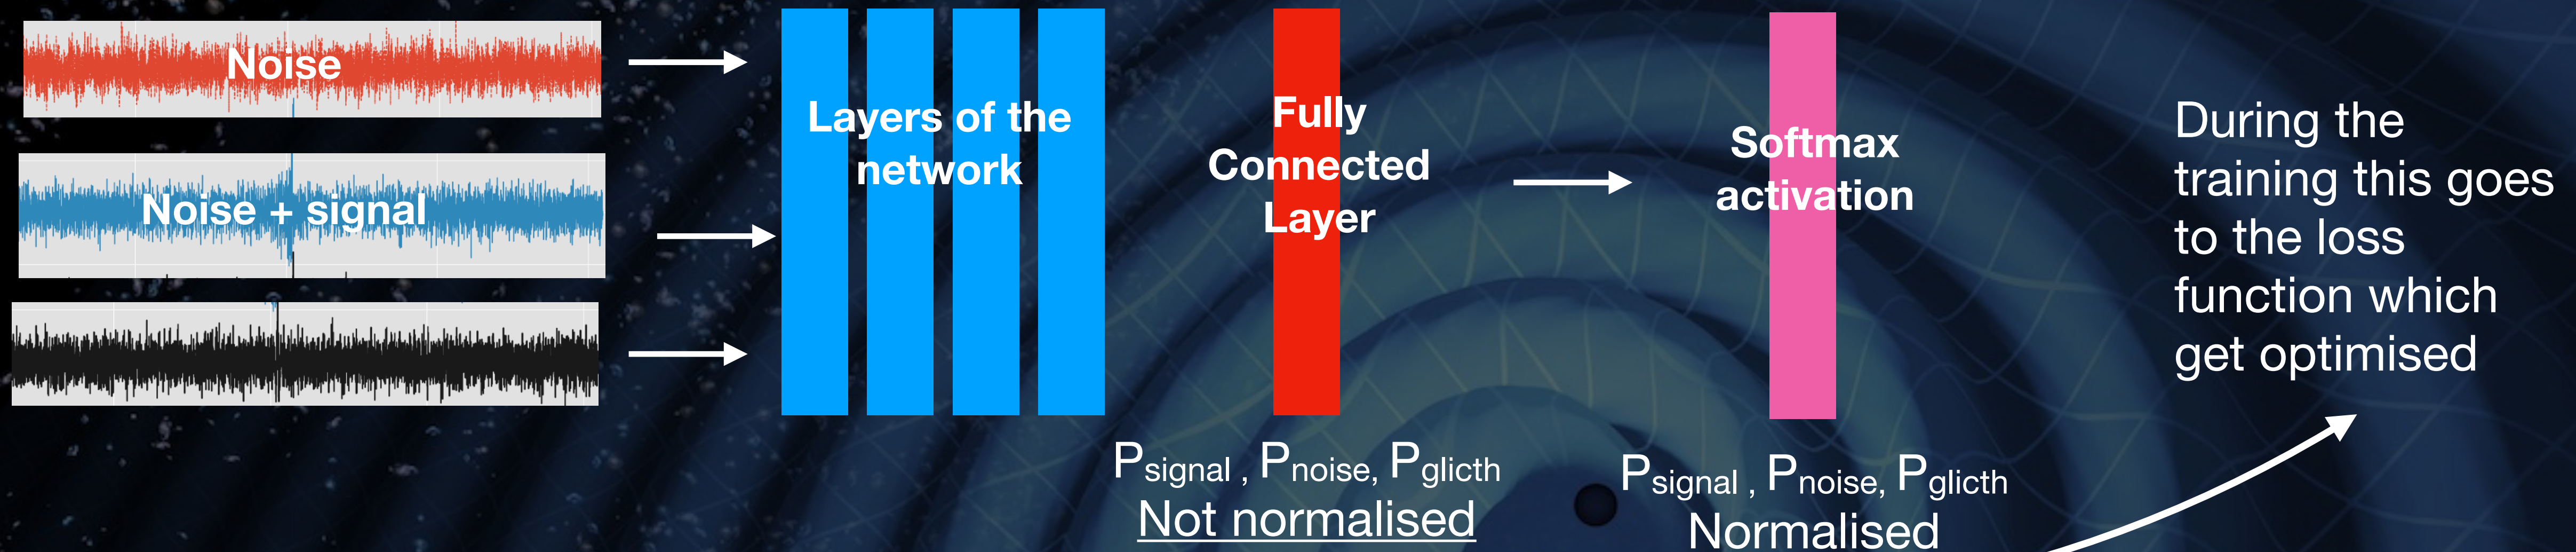 Noise
Noise + signal
Layers of the
network
Fully
Connected
Layer
Softmax
activation
During the
training this goes
to the loss
function which
get optimised
Psignal , Pnoise, Pglicth
Not normalised
Psignal , Pnoise, Pglicth
Normalised